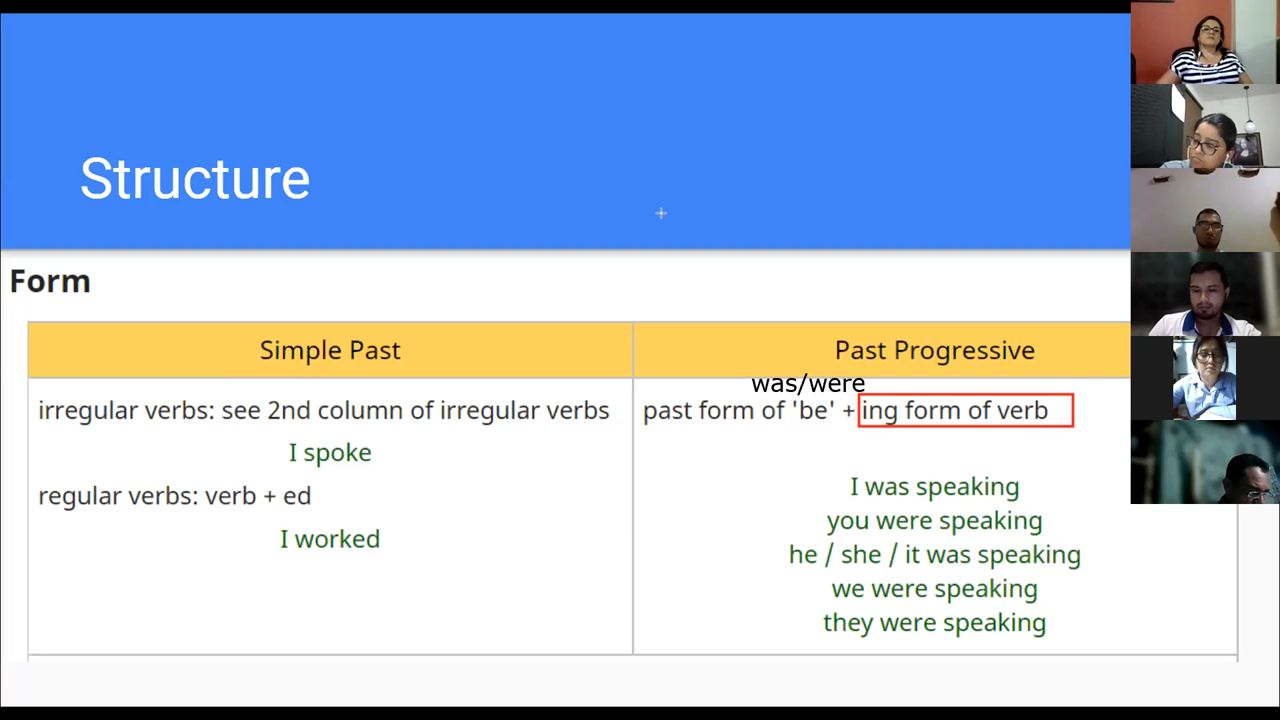 Structure
Form
Simple Past
Past Progressive
irregular verbs: see 2nd column of irregular verbs
I spoke
regular verbs: verb + ed
I worked
was/were
past form of 'be' + ing form of verb
I was speaking
you were speaking
he / she / it was speaking
we were speaking
they were speaking